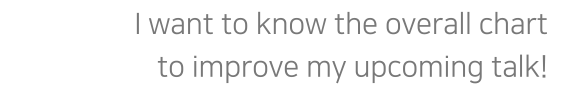 I want to know the overall chart
to improve my upcoming talk!